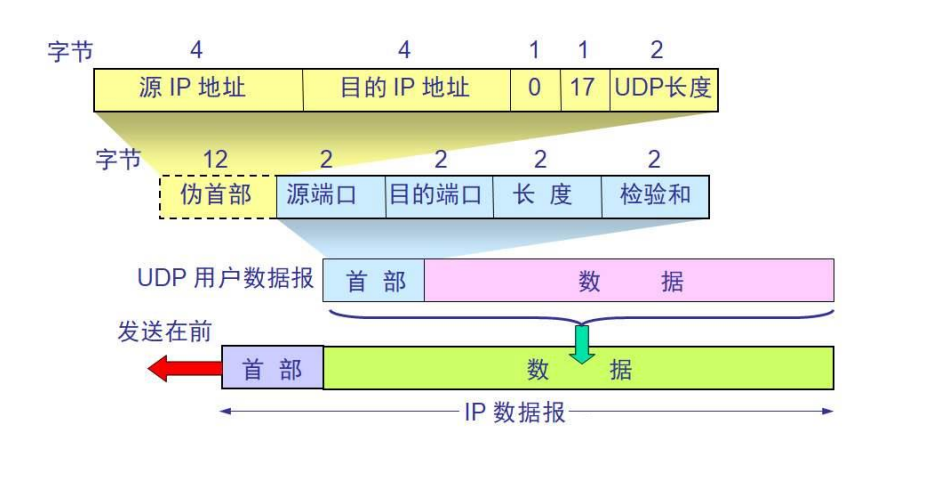 字节 4 4 1 1 2
源 IP 地址 目的 IP 地址 0 17 UDP长度
字节 12 2 2 2 2
伪首部 源端口 目的端口 长 度 检验和
UDP 用户数据报 首 部 数 据
发送在前
首 部 数 据
IP 数据报